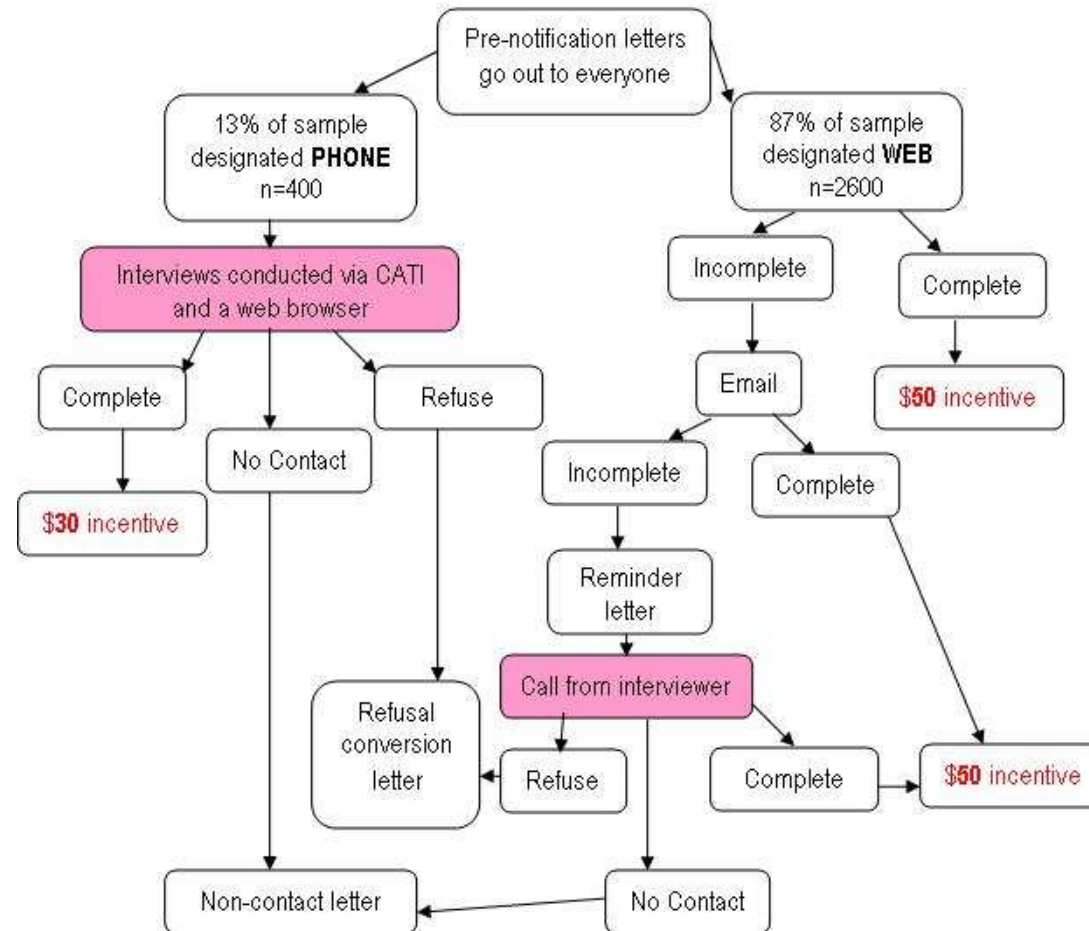 Pre-notification letters
go out to everyone
13% of sample
designated PHONE
n=400
87% of sample
designated WEB
n=2600
Interviews conducted via CATI
and a web browser
Incomplete
Complete
Complete
Refuse
Email
$50 incentive
No Contact
Incomplete
Complete
$30 incentive
Reminder
letter
Call from interviewer
Refusal
conversion
letter
Refuse
Complete
$50 incentive
Non-contact letter
No Contact